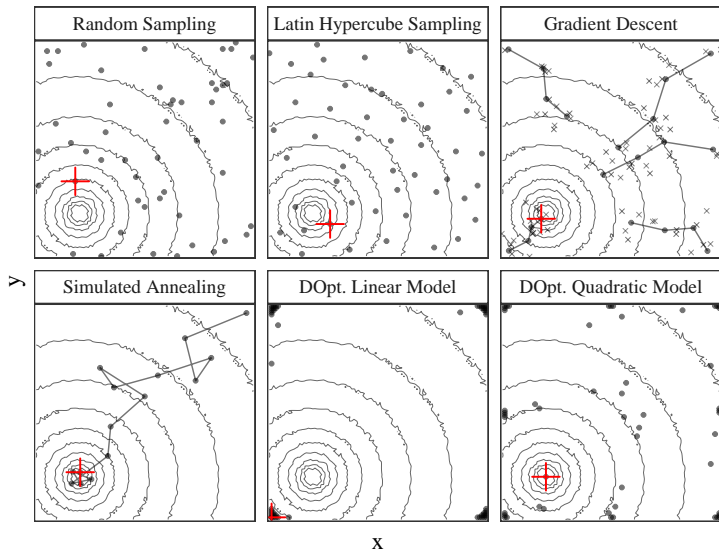 Random Sampling
Latin Hypercube Sampling
Gradient Descent
Simulated Annealing
DOpt. Linear Model
DOpt. Quadratic Model
y
x